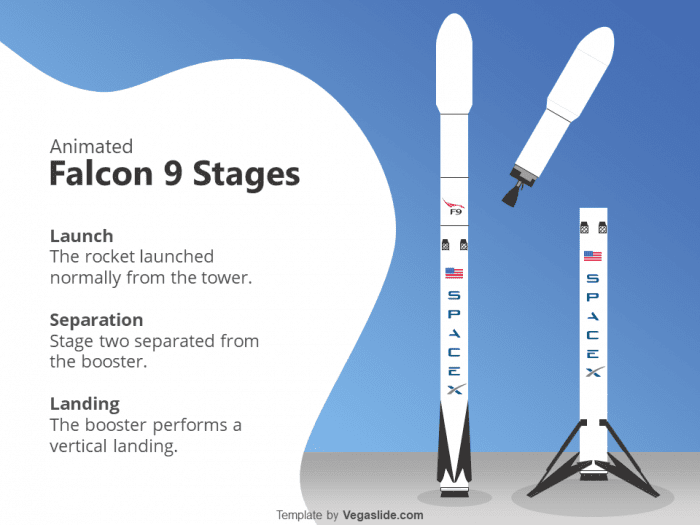 Animated
Falcon 9 Stages
Launch
The rocket launched
normally from the tower.
Separation
Stage two separated from
the booster.
Landing
The booster performs a
vertical landing.
F9
SPACEX
SPACEX
Template by Vegaslide.com